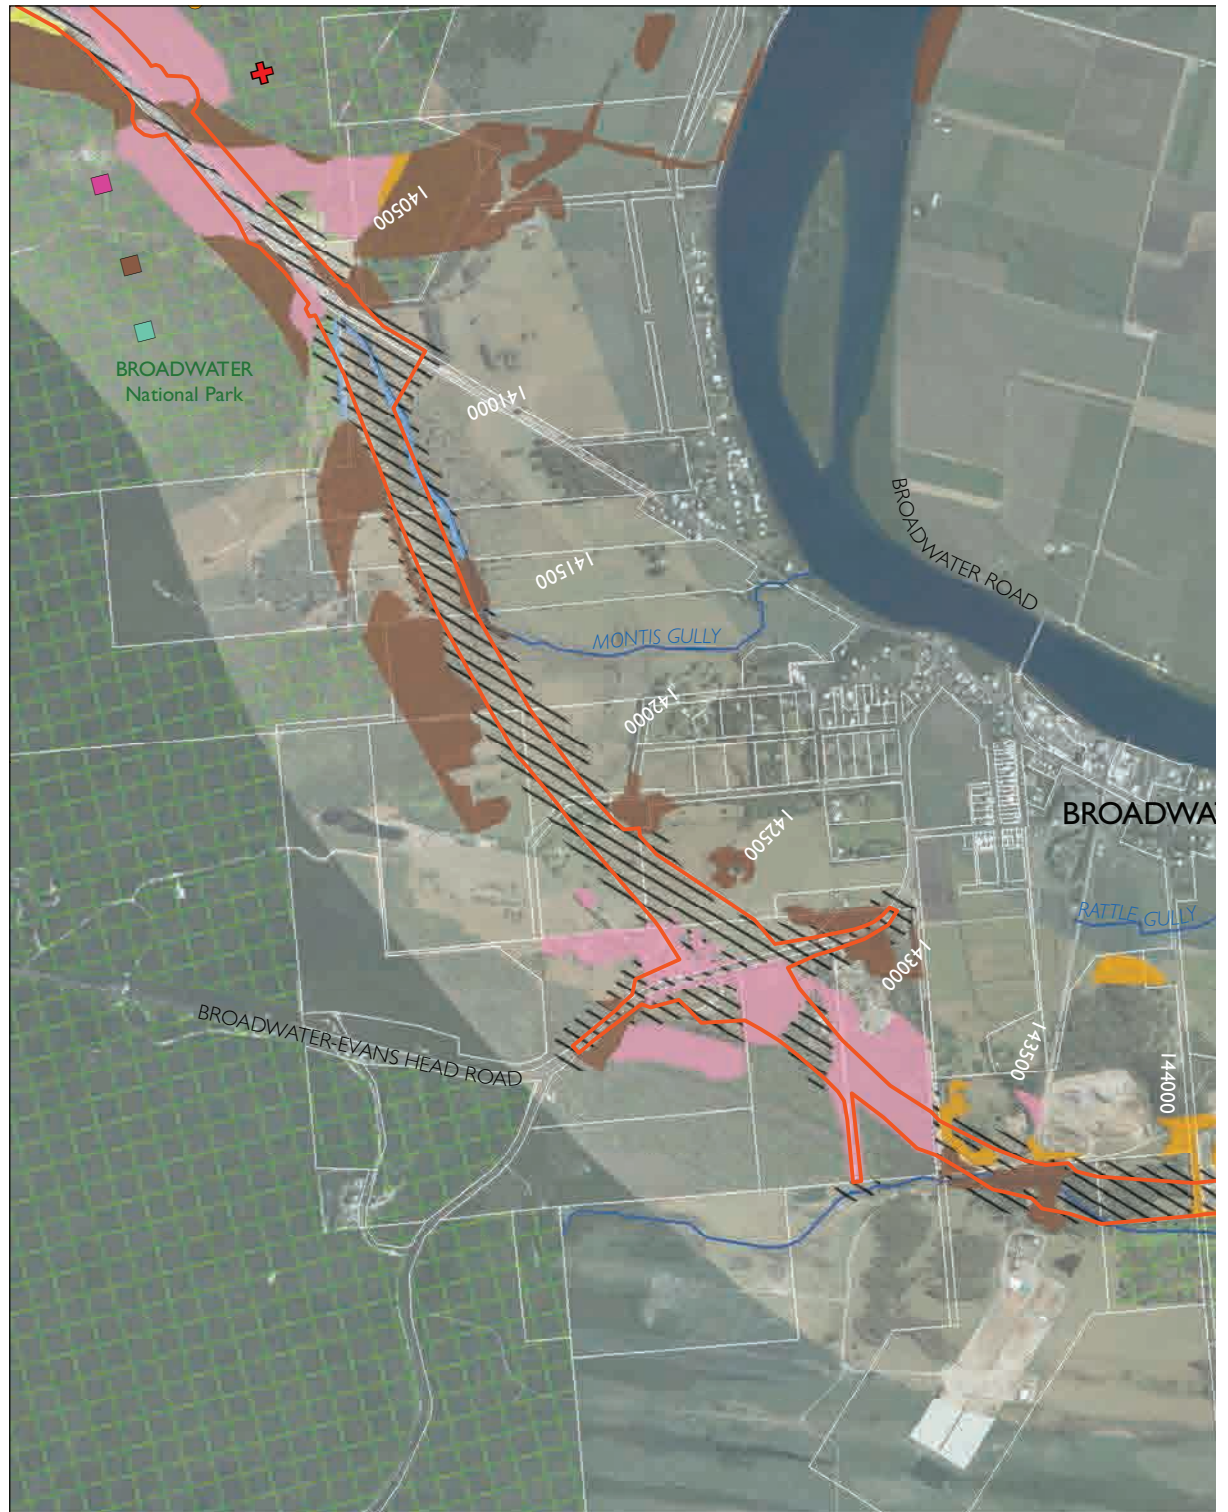 140500
BROADWATER
National Park
141000
BROADWATER ROAD
141500
MONTIS GULLY
142000
BROADWA
142500
RATTLE GULLY
143000
BROADWATER-EVANS HEAD ROAD
143500
144000